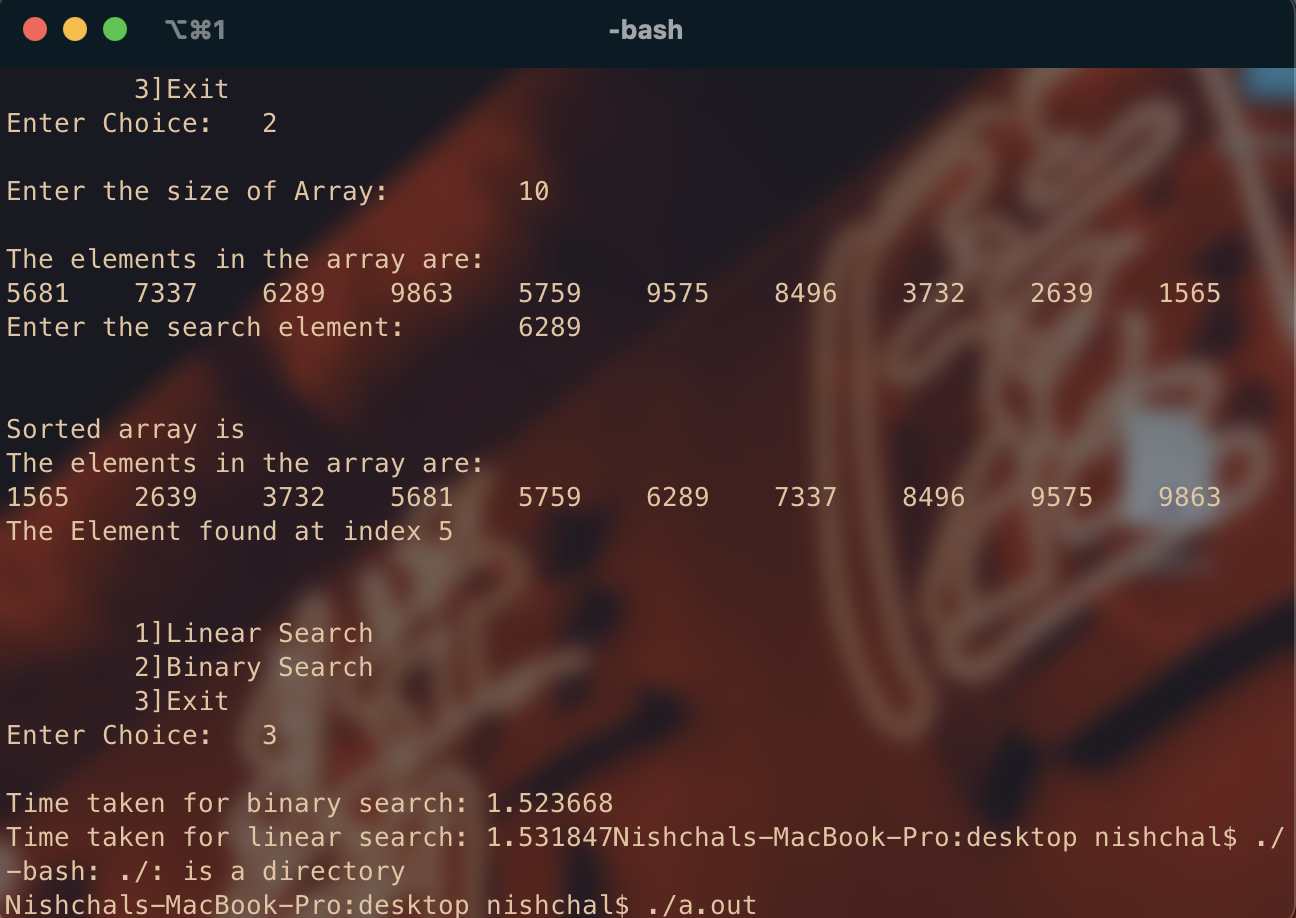 ⌥⌘1
-bash
3]Exit
Enter Choice: 2
Enter the size of Array: 10
The elements in the array are:
5681 7337 6289 9863 5759 9575 8496 3732 2639 1565
Enter the search element: 6289
Sorted array is
The elements in the array are:
1565 2639 3732 5681 5759 6289 7337 8496 9575 9863
The Element found at index 5
1]Linear Search
2]Binary Search
3]Exit
Enter Choice: 3
Time taken for binary search: 1.523668
Time taken for linear search: 1.531847Nishchals-MacBook-Pro:desktop nishchal$ ./
-bash: ./: is a directory
Nishchals-MacBook-Pro:desktop nishchal$ ./a.out